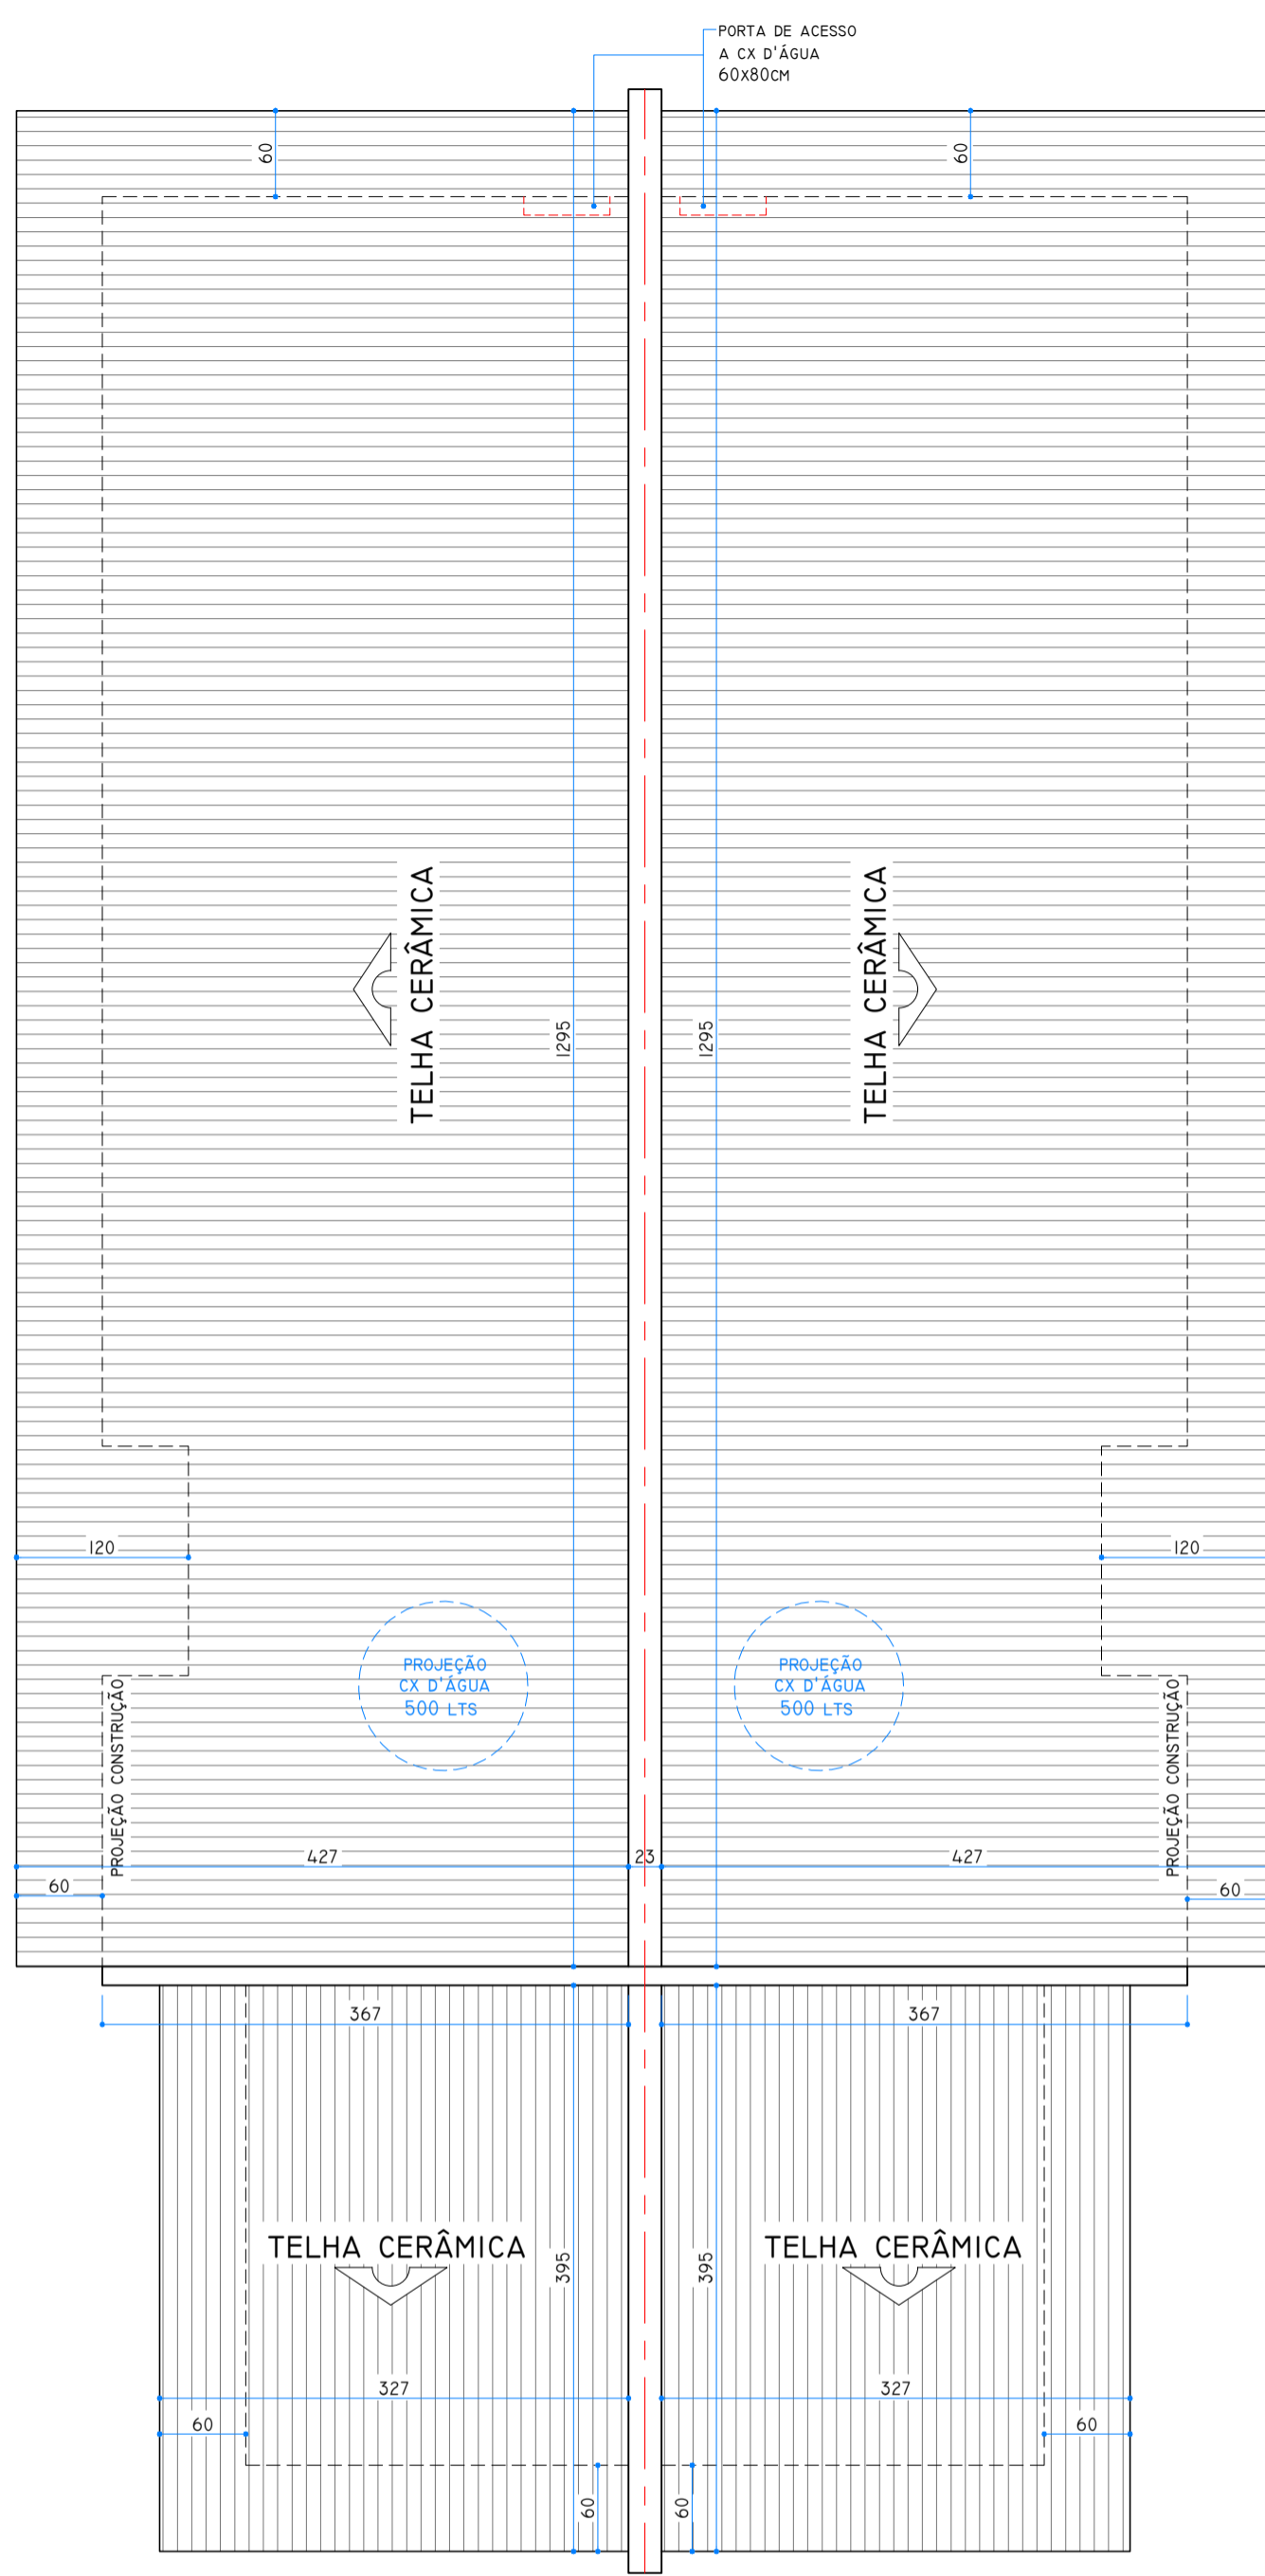 PORTA DE ACESSO
A CX D'ÁGUA
60X80CM
60
60
TELHA CERÂMICA
TELHA CERÂMICA
1295
1295
120
120
PROJEÇÃO
CX D'ÁGUA
500 LTS
PROJEÇÃO
CX D'ÁGUA
500 LTS
PROJEÇÃO CONSTRUÇÃO
PROJEÇÃO CONSTRUÇÃO
427
23
427
60
60
367
367
TELHA CERÂMICA
TELHA CERÂMICA
395
395
327
327
60
60
60
60